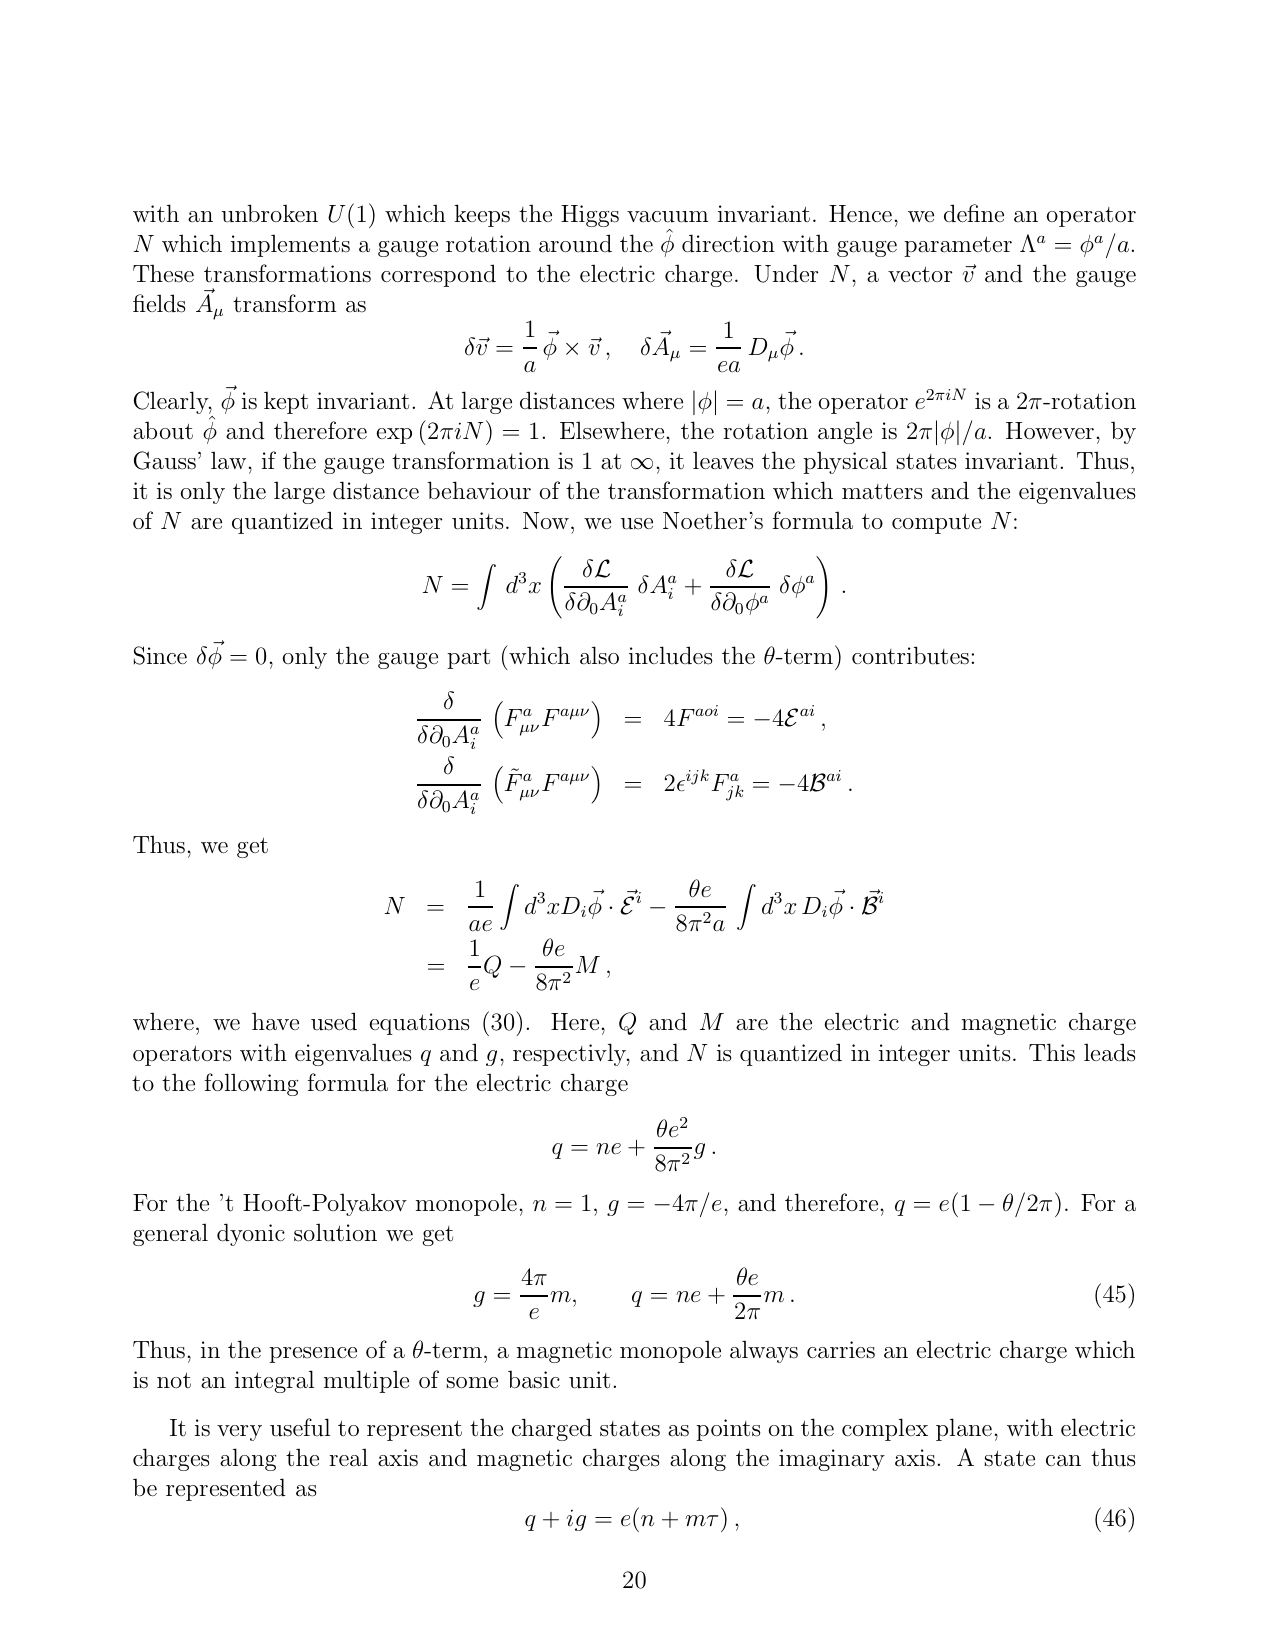 with an unbroken U(1) which keeps the Higgs vacuum invariant. Hence, we define an operator
N which implements a gauge rotation around the ϕ̂ direction with gauge parameter Λᵃ = ϕᵃ/a.
These transformations correspond to the electric charge. Under N, a vector v⃗ and the gauge
fields A⃗_μ transform as
δv⃗ = (1/a) ϕ⃗ × v⃗ , δA⃗_μ = (1/ea) D_μϕ⃗ .
Clearly, ϕ⃗ is kept invariant. At large distances where |ϕ| = a, the operator e^{2πiN} is a 2π-rotation
about ϕ̂ and therefore exp (2πiN) = 1. Elsewhere, the rotation angle is 2π|ϕ|/a. However, by
Gauss' law, if the gauge transformation is 1 at ∞, it leaves the physical states invariant. Thus,
it is only the large distance behaviour of the transformation which matters and the eigenvalues
of N are quantized in integer units. Now, we use Noether's formula to compute N:
N = ∫ d³x ( (δℒ/δ∂₀A_i^a) δA_i^a + (δℒ/δ∂₀ϕ^a) δϕ^a ) .
Since δϕ⃗ = 0, only the gauge part (which also includes the θ-term) contributes:
(δ/δ∂₀A_i^a) (F^a_{μν} F^{aμν}) = 4F^{aoi} = −4ℰ^{ai} ,
(δ/δ∂₀A_i^a) (F̃^a_{μν} F^{aμν}) = 2ϵ^{ijk} F^a_{jk} = −4ℬ^{ai} .
Thus, we get
N = (1/ae) ∫ d³x D_iϕ⃗ · ℰ⃗^i − (θe/8π²a) ∫ d³x D_iϕ⃗ · ℬ⃗^i
= (1/e) Q − (θe/8π²) M ,
where, we have used equations (30). Here, Q and M are the electric and magnetic charge
operators with eigenvalues q and g, respectivly, and N is quantized in integer units. This leads
to the following formula for the electric charge
q = ne + (θe²/8π²) g .
For the 't Hooft-Polyakov monopole, n = 1, g = −4π/e, and therefore, q = e(1 − θ/2π). For a
general dyonic solution we get
g = (4π/e) m, q = ne + (θe/2π) m . (45)
Thus, in the presence of a θ-term, a magnetic monopole always carries an electric charge which
is not an integral multiple of some basic unit.
It is very useful to represent the charged states as points on the complex plane, with electric
charges along the real axis and magnetic charges along the imaginary axis. A state can thus
be represented as
q + ig = e(n + mτ) , (46)
20